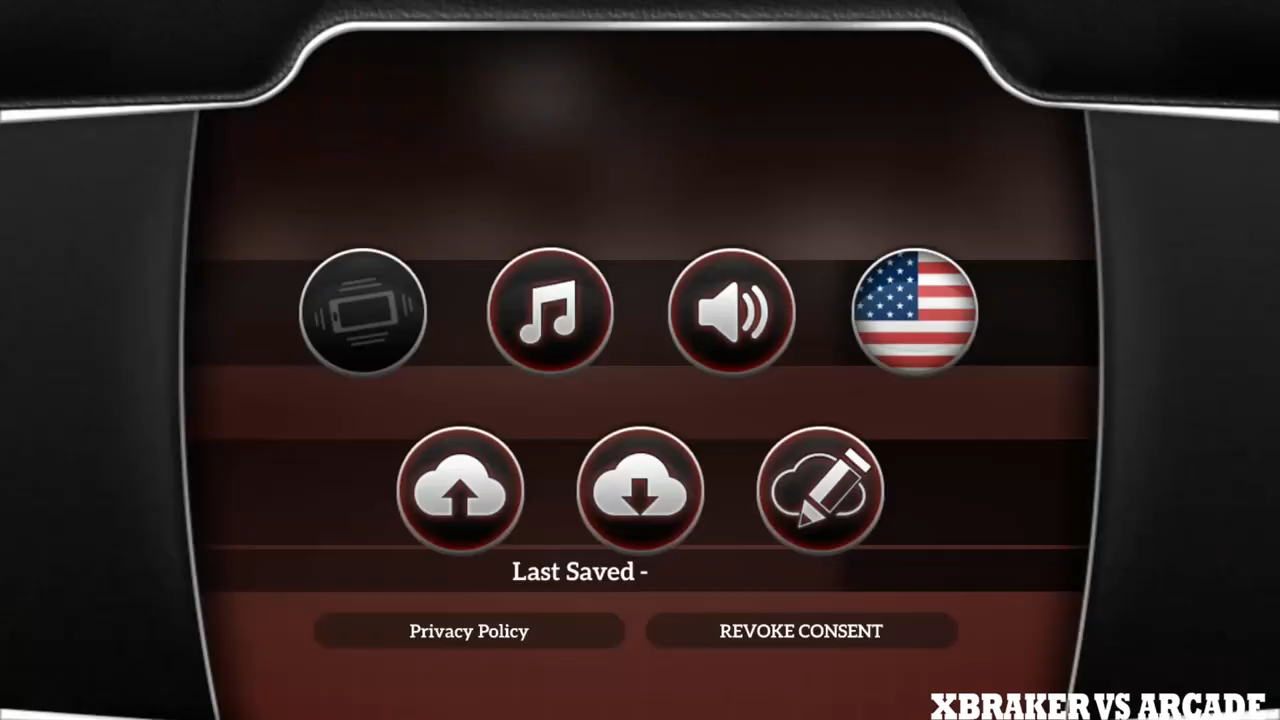 Last Saved -
Privacy Policy
REVOKE CONSENT
XBRAKER VS ARCADE